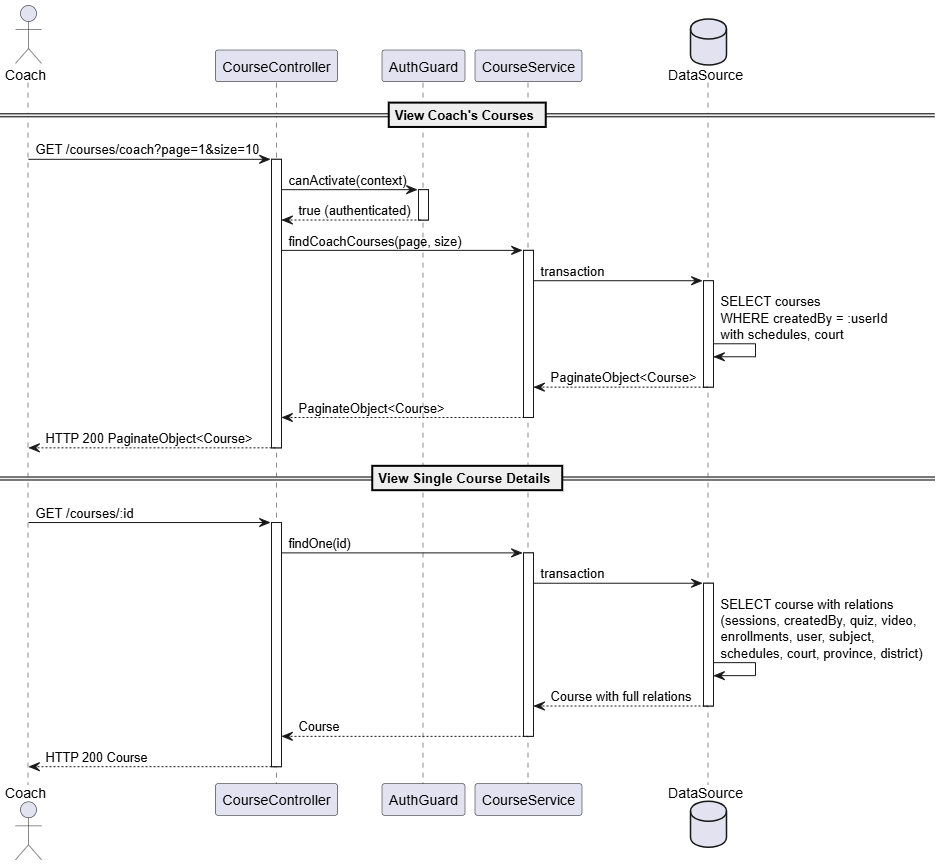 Coach
CourseController
AuthGuard
CourseService
DataSource
View Coach's Courses
GET /courses/coach?page=1&size=10
canActivate(context)
true (authenticated)
findCoachCourses(page, size)
transaction
SELECT courses
WHERE createdBy = :userId
with schedules, court
PaginateObject<Course>
PaginateObject<Course>
HTTP 200 PaginateObject<Course>
View Single Course Details
GET /courses/:id
findOne(id)
transaction
SELECT course with relations
(sessions, createdBy, quiz, video,
enrollments, user, subject,
schedules, court, province, district)
Course with full relations
Course
HTTP 200 Course
Coach
CourseController
AuthGuard
CourseService
DataSource